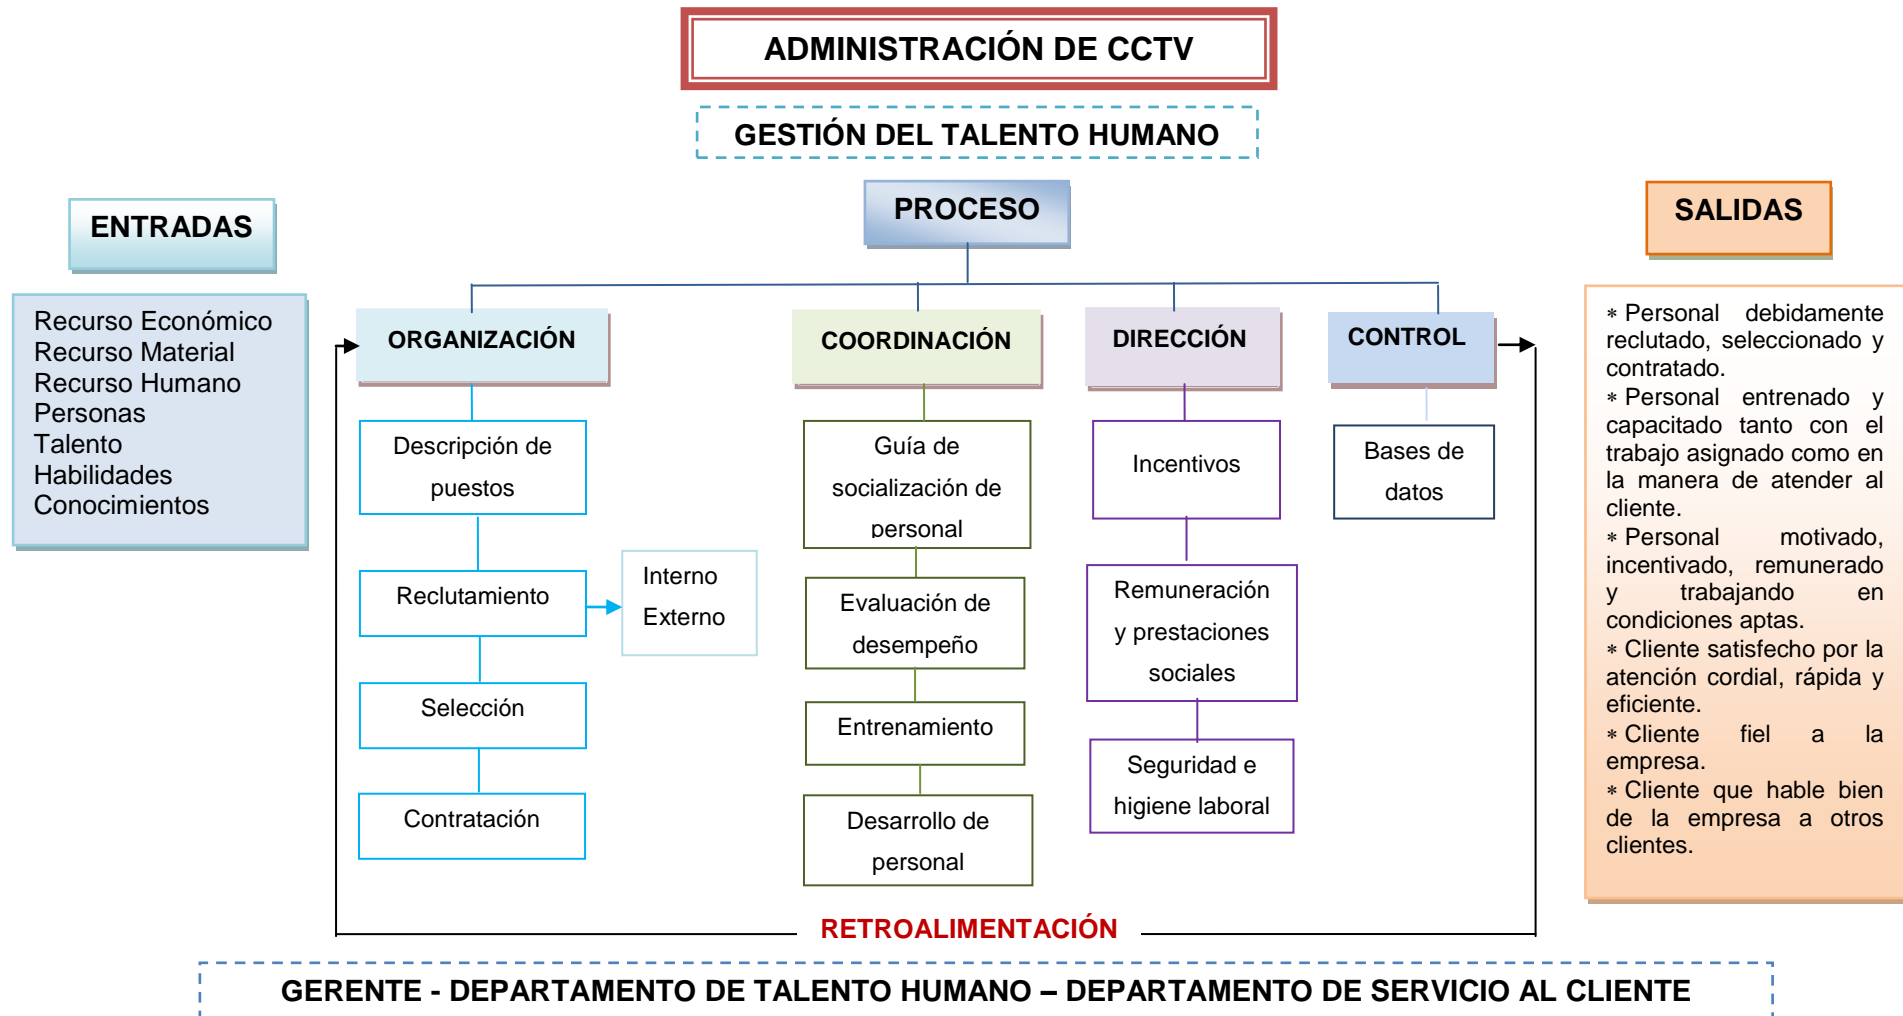 ADMINISTRACIÓN DE CCTV
GESTIÓN DEL TALENTO HUMANO
ENTRADAS
Recurso Económico
Recurso Material
Recurso Humano
Personas
Talento
Habilidades
Conocimientos
PROCESO
ORGANIZACIÓN
Descripción de
puestos
Reclutamiento
Interno
Externo
Selección
Contratación
COORDINACIÓN
Guía de
socialización de
personal
Evaluación de
desempeño
Entrenamiento
Desarrollo de
personal
DIRECCIÓN
Incentivos
Remuneración
y prestaciones
sociales
Seguridad e
higiene laboral
CONTROL
Bases de
datos
SALIDAS
* Personal debidamente
reclutado, seleccionado y
contratado.
* Personal entrenado y
capacitado tanto con el
trabajo asignado como en
la manera de atender al
cliente.
* Personal motivado,
incentivado, remunerado
y trabajando en
condiciones aptas.
* Cliente satisfecho por la
atención cordial, rápida y
eficiente.
* Cliente fiel a la
empresa.
* Cliente que hable bien
de la empresa a otros
clientes.
RETROALIMENTACIÓN
GERENTE - DEPARTAMENTO DE TALENTO HUMANO – DEPARTAMENTO DE SERVICIO AL CLIENTE